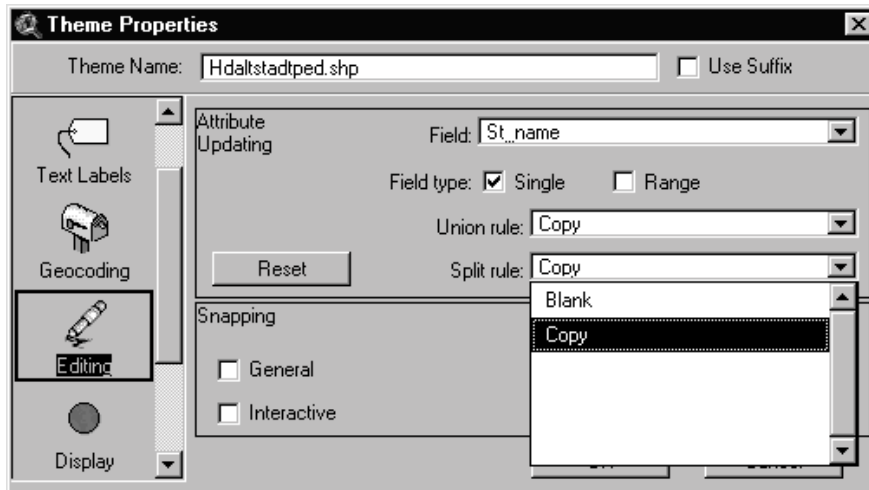 Theme Properties
Theme Name: Hdaltstadtped.shp Use Suffix
Text Labels
Geocoding
Editing
Display
Attribute
Updating
Field: St_name
Field type: Single Range
Union rule: Copy
Reset Split rule: Copy
Blank
Copy
Snapping
General
Interactive